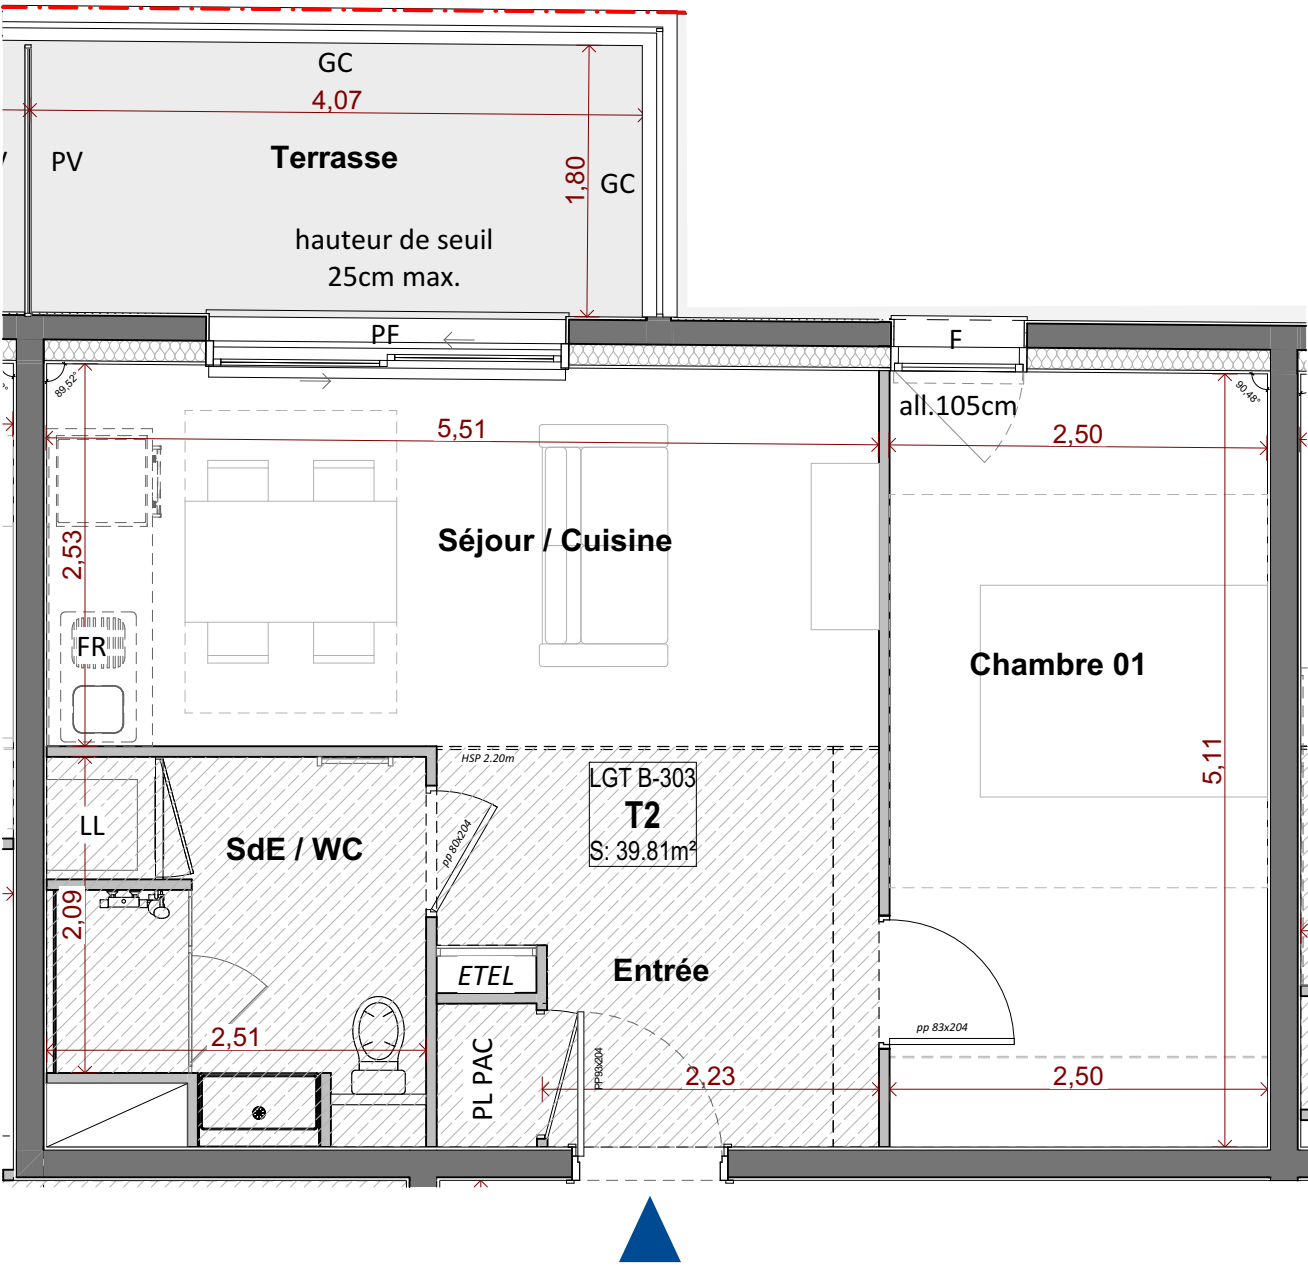 GC
4,07
PV
Terrasse
1,80
GC
hauteur de seuil
25cm max.
PF
F
89,52°
90,48°
all.105cm
5,51
2,50
2,53
Séjour / Cuisine
FR
Chambre 01
HSP 2.20m
LGT B-303
T2
S: 39.81m²
5,11
LL
SdE / WC
pp 80x204
2,09
ETEL
Entrée
pp 83x204
2,51
PL PAC
PP93x204
2,23
2,50